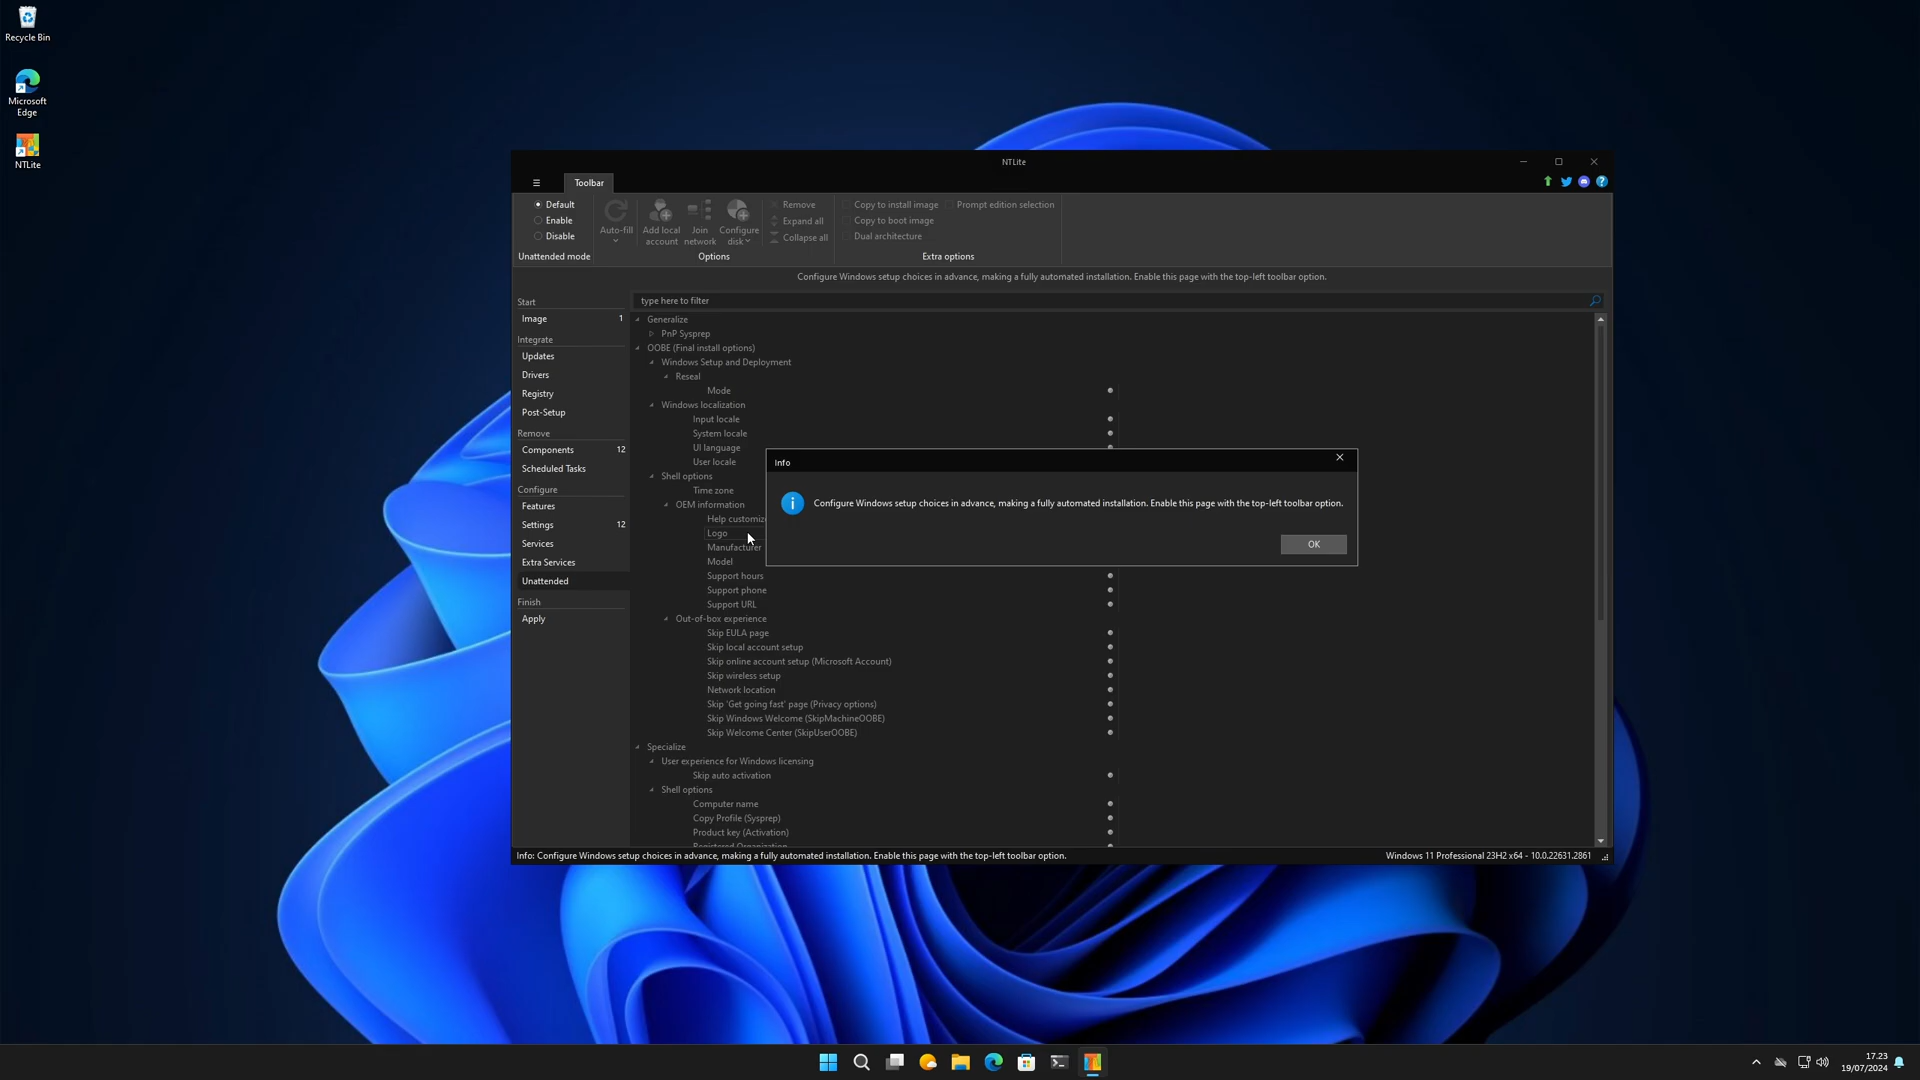 Recycle Bin
Microsoft
Edge
NTLite
NTLite
Toolbar
Default
Enable
Disable
Unattended mode
Auto-fill
Add local
account
Join
network
Configure
disk
Options
Remove
Expand all
Collapse all
Copy to install image
Prompt edition selection
Copy to boot image
Dual architecture
Extra options
Configure Windows setup choices in advance, making a fully automated installation. Enable this page with the top-left toolbar option.
type here to filter
Start
Image 1
Integrate
Updates
Drivers
Registry
Post-Setup
Remove
Components 12
Scheduled Tasks
Configure
Features
Settings 12
Services
Extra Services
Unattended
Finish
Apply
Generalize
PnP Sysprep
OOBE (Final install options)
Windows Setup and Deployment
Reseal
Mode
Windows localization
Input locale
System locale
UI language
User locale
Shell options
Time zone
OEM information
Help customize
Logo
Manufacturer
Model
Support hours
Support phone
Support URL
Out-of-box experience
Skip EULA page
Skip local account setup
Skip online account setup (Microsoft Account)
Skip wireless setup
Network location
Skip 'Get going fast' page (Privacy options)
Skip Windows Welcome (SkipMachineOOBE)
Skip Welcome Center (SkipUserOOBE)
Specialize
User experience for Windows licensing
Skip auto activation
Shell options
Computer name
Copy Profile (Sysprep)
Product key (Activation)
Registered Organization
Info
Configure Windows setup choices in advance, making a fully automated installation. Enable this page with the top-left toolbar option.
OK
Info: Configure Windows setup choices in advance, making a fully automated installation. Enable this page with the top-left toolbar option.
Windows 11 Professional 23H2 x64 - 10.0.22631.2861
17.23
19/07/2024